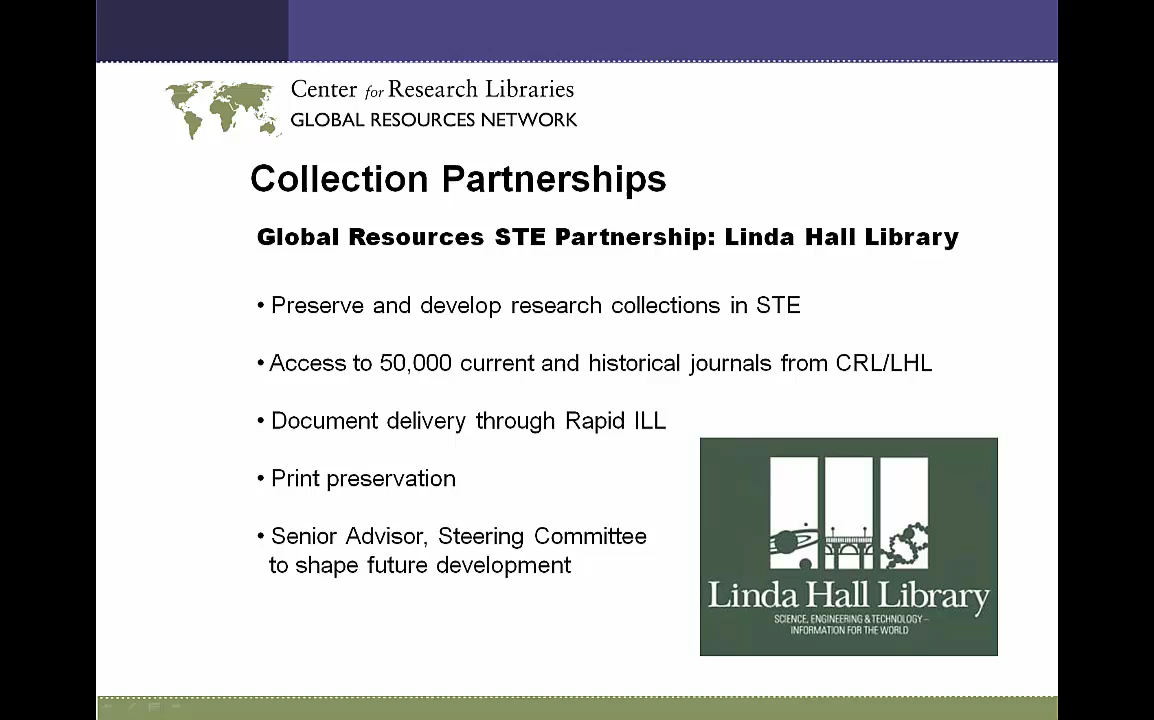 Center for Research Libraries
GLOBAL RESOURCES NETWORK
Collection Partnerships
Global Resources STE Partnership: Linda Hall Library
• Preserve and develop research collections in STE
• Access to 50,000 current and historical journals from CRL/LHL
• Document delivery through Rapid ILL
• Print preservation
• Senior Advisor, Steering Committee
to shape future development
Linda Hall Library
SCIENCE, ENGINEERING & TECHNOLOGY–
INFORMATION FOR THE WORLD